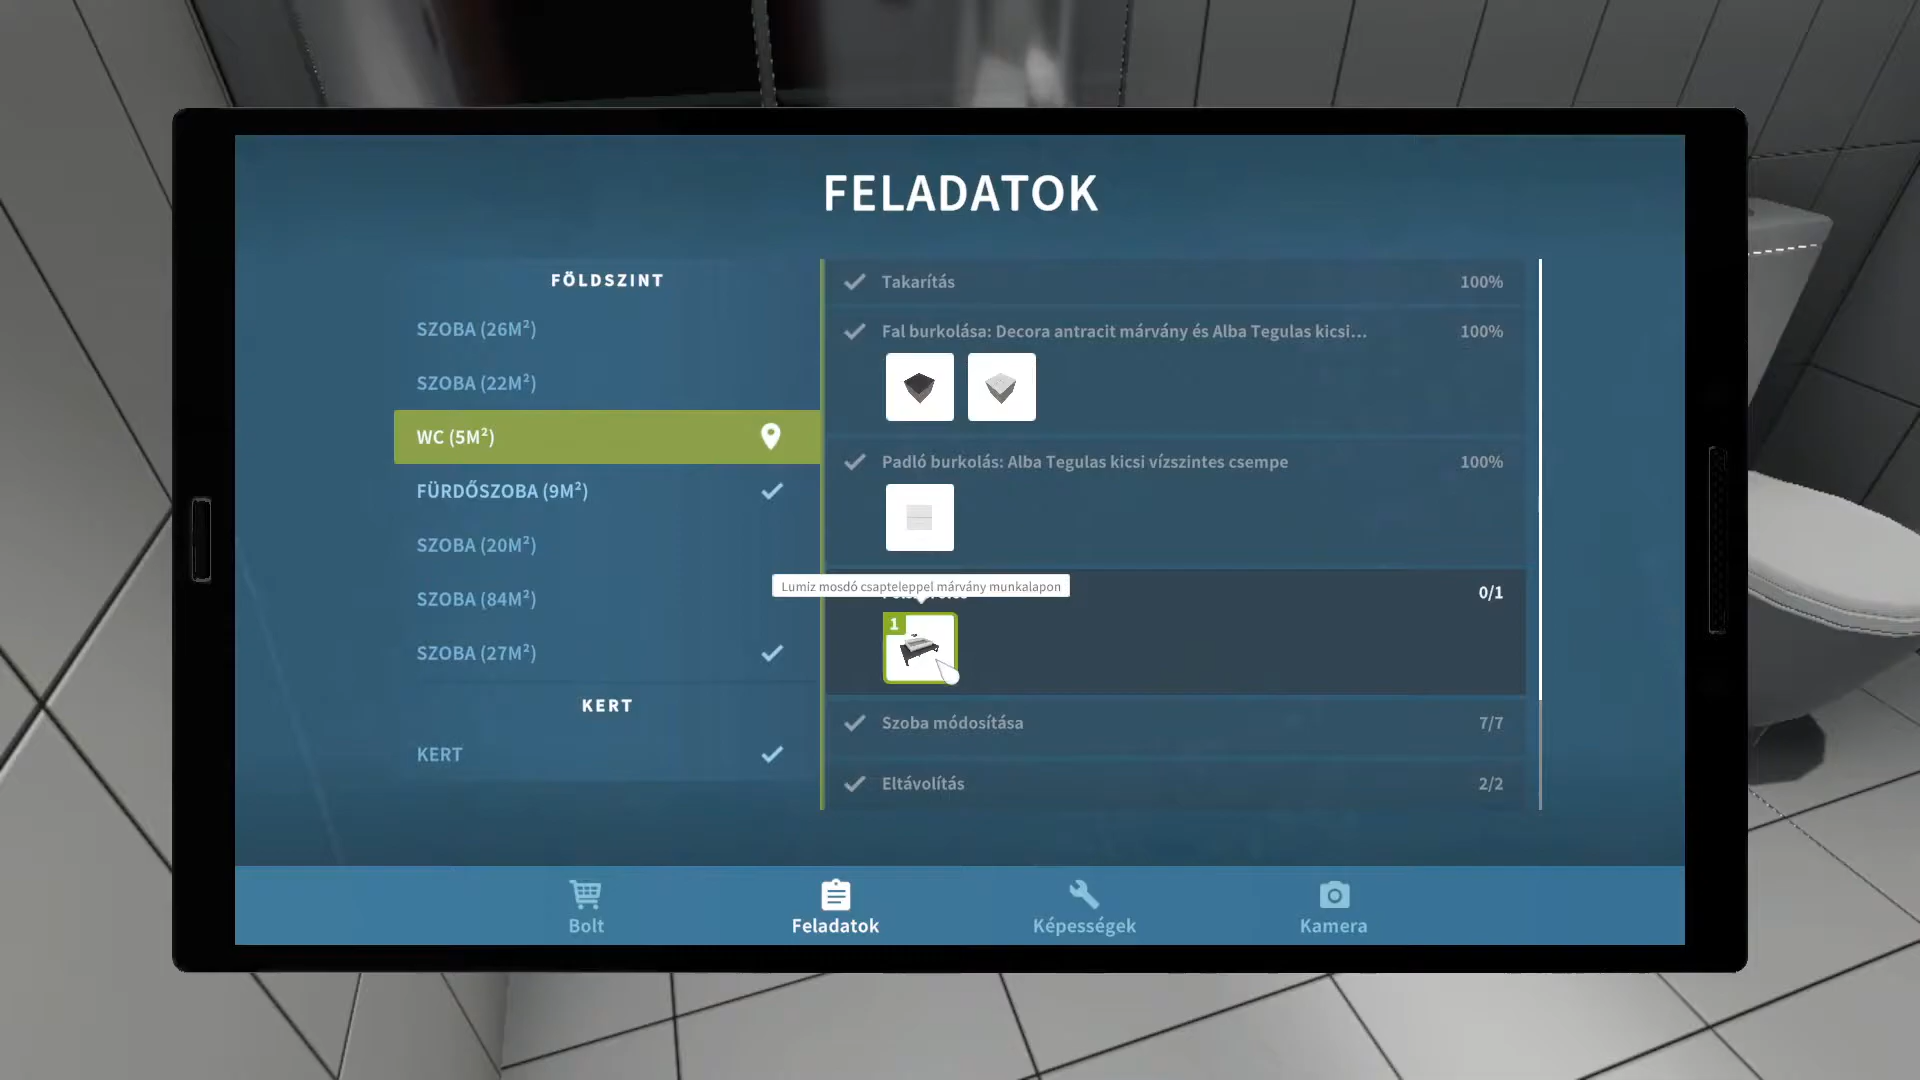 FELADATOK
FÖLDSZINT
SZOBA (26M²)
SZOBA (22M²)
WC (5M²)
FÜRDŐSZOBA (9M²)
SZOBA (20M²)
SZOBA (84M²)
SZOBA (27M²)
KERT
KERT
Takarítás 100%
Fal burkolása: Decora antracit márvány és Alba Tegulas kicsi... 100%
Padló burkolás: Alba Tegulas kicsi vízszintes csempe 100%
Lumiz mosdó csapteleppel márvány munkalapon
0/1
1
Szoba módosítása 7/7
Eltávolítás 2/2
Bolt
Feladatok
Képességek
Kamera